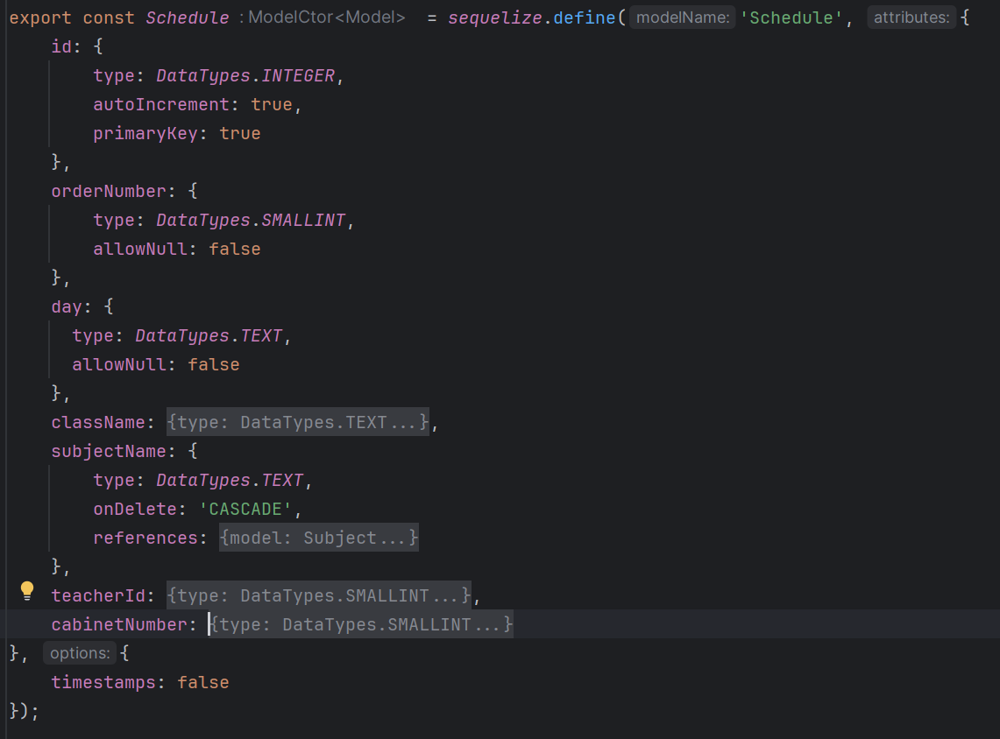 export const Schedule : ModelCtor<Model> = sequelize.define( modelName: 'Schedule', attributes: {
    id: {
        type: DataTypes.INTEGER,
        autoIncrement: true,
        primaryKey: true
    },
    orderNumber: {
        type: DataTypes.SMALLINT,
        allowNull: false
    },
    day: {
      type: DataTypes.TEXT,
      allowNull: false
    },
    className: {type: DataTypes.TEXT...},
    subjectName: {
        type: DataTypes.TEXT,
        onDelete: 'CASCADE',
        references: {model: Subject...}
    },
    teacherId: {type: DataTypes.SMALLINT...},
    cabinetNumber: {type: DataTypes.SMALLINT...}
}, options: {
    timestamps: false
});